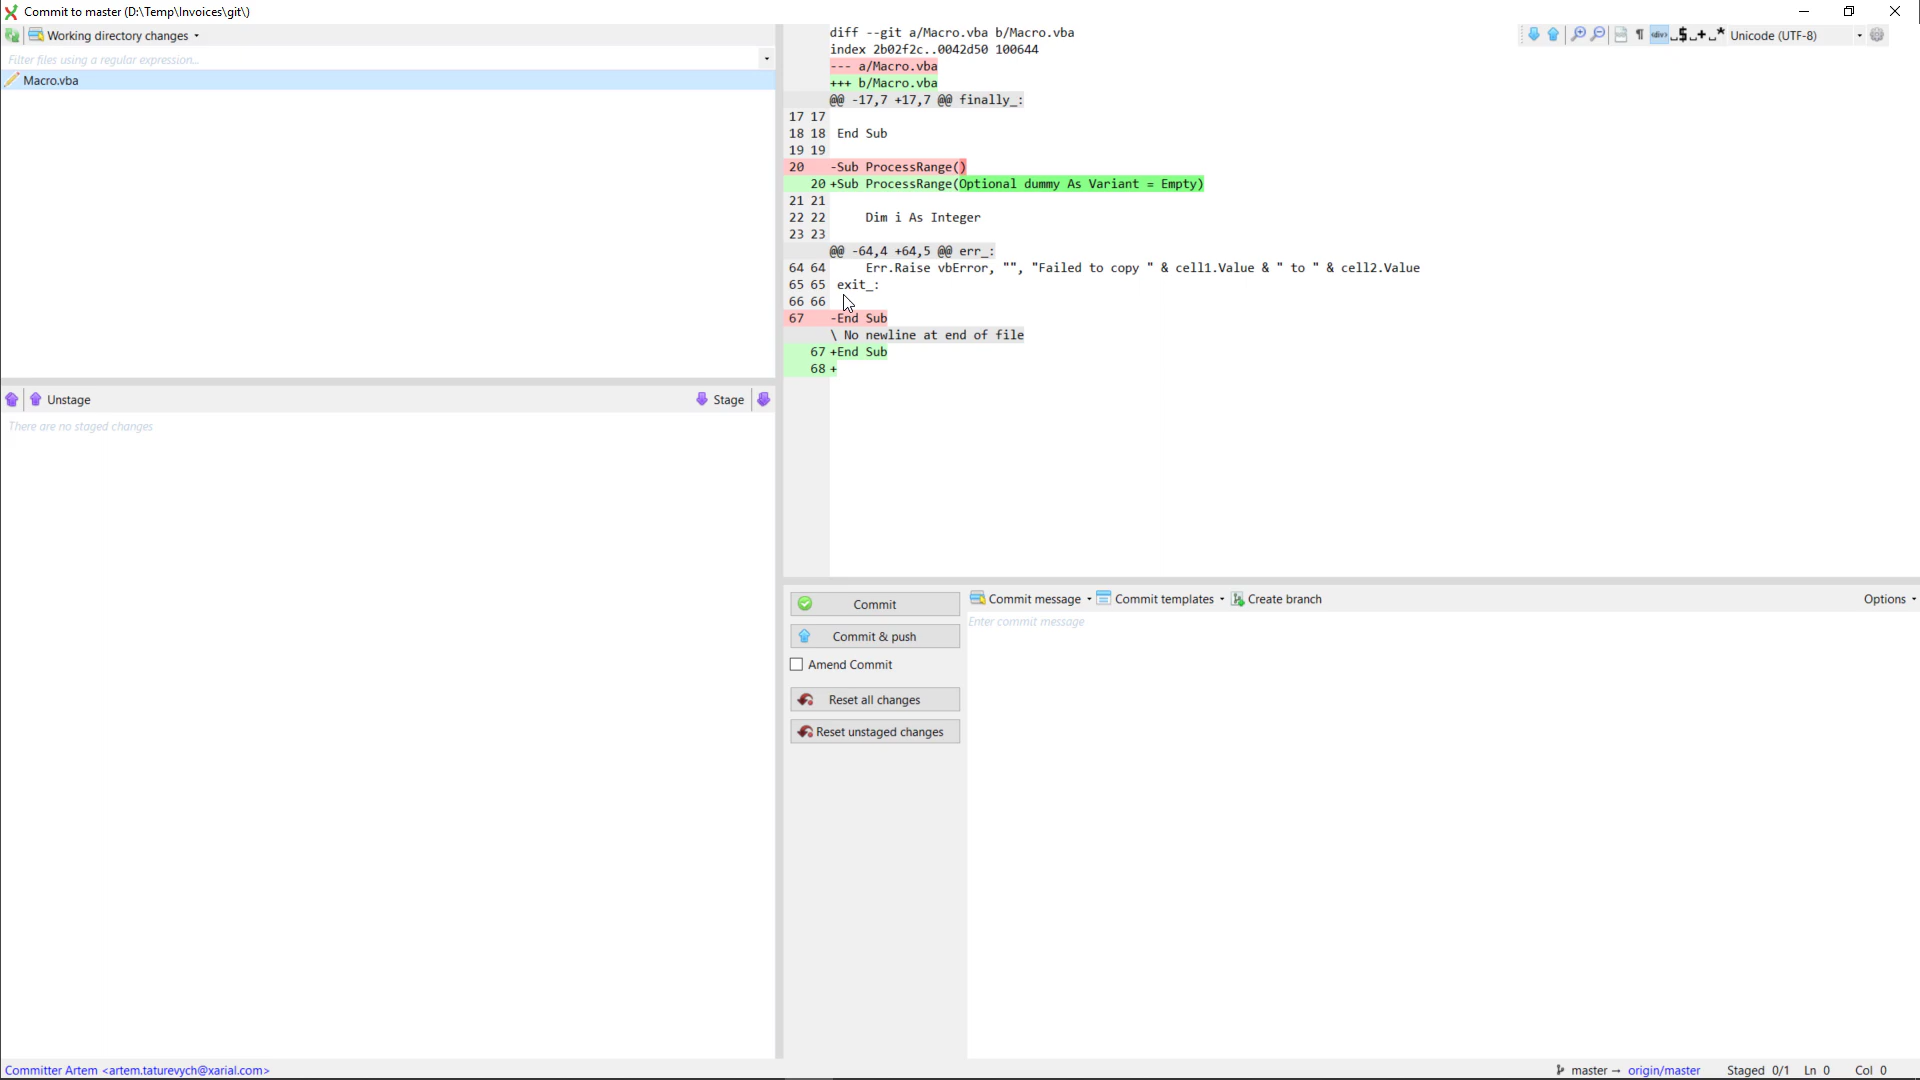 Commit to master (D:\Temp\Invoices\git\)
Working directory changes
Filter files using a regular expression...
Macro.vba
Unstage
Stage
There are no staged changes
diff --git a/Macro.vba b/Macro.vba
index 2b02f2c..0042d50 100644
--- a/Macro.vba
+++ b/Macro.vba
@@ -17,7 +17,7 @@ finally_:
17 17
18 18 End Sub
19 19
20 -Sub ProcessRange()
20 +Sub ProcessRange(Optional dummy As Variant = Empty)
21 21
22 22 Dim i As Integer
23 23
@@ -64,4 +64,5 @@ err_:
64 64 Err.Raise vbError, "", "Failed to copy " & cell1.Value & " to " & cell2.Value
65 65 exit_:
66 66
67 -End Sub
\ No newline at end of file
67 +End Sub
68 +
Unicode (UTF-8)
Commit
Commit & push
Amend Commit
Reset all changes
Reset unstaged changes
Commit message Commit templates Create branch Options
Enter commit message
Committer Artem <artem.taturevych@xarial.com>
master → origin/master Staged 0/1 Ln 0 Col 0